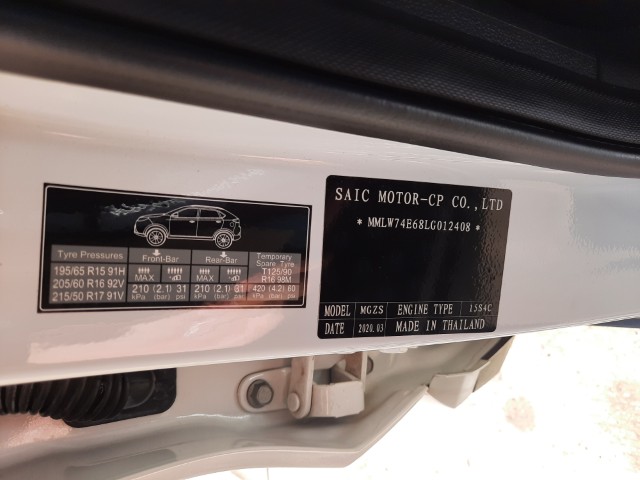 Tyre Pressures
Front-Bar
Rear-Bar
Temporary
Spare Tyre
195/65 R15 91H
205/60 R16 92V
215/50 R17 91V
MAX
MAX
T125/90
R16 98M
210 (2.1) 31
210 (2.1) 31
420 (4.2) 60
kPa (bar) psi
kPa (bar) psi
kPa (bar) psi
SAIC MOTOR-CP CO.,LTD
* MMLW74E68LG012408 *
MODEL MGZS ENGINE TYPE 15S4C
DATE 2020.03 MADE IN THAILAND